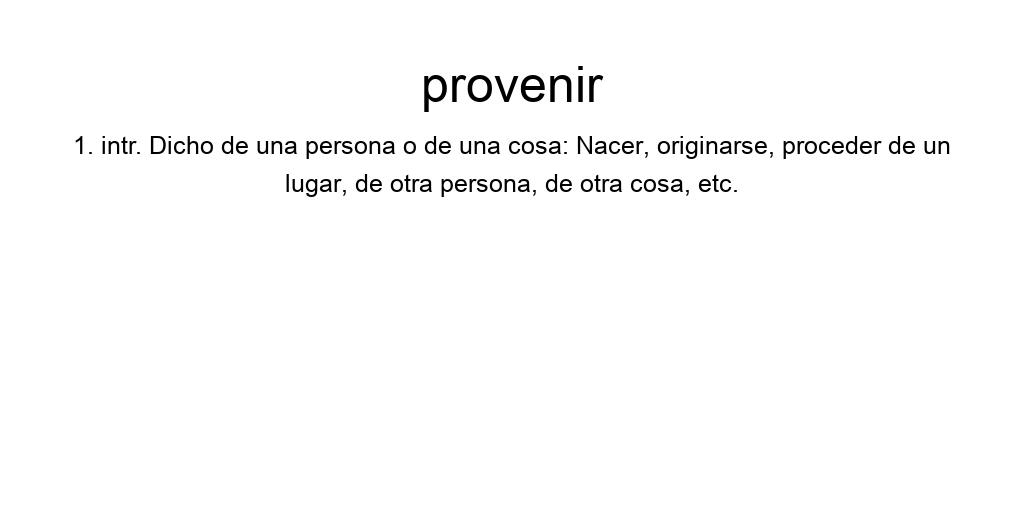 provenir
1. intr. Dicho de una persona o de una cosa: Nacer, originarse, proceder de un
lugar, de otra persona, de otra cosa, etc.